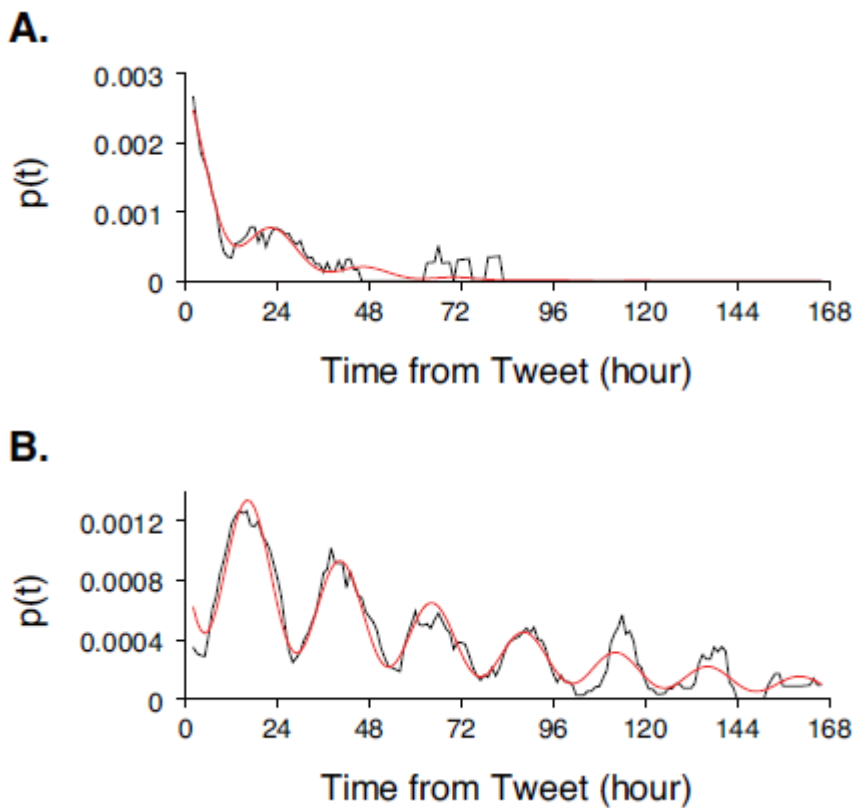 A.
0.003
0.002
0.001
0
p(t)
0 24 48 72 96 120 144 168
Time from Tweet (hour)
B.
0.0012
0.0008
0.0004
0
p(t)
0 24 48 72 96 120 144 168
Time from Tweet (hour)